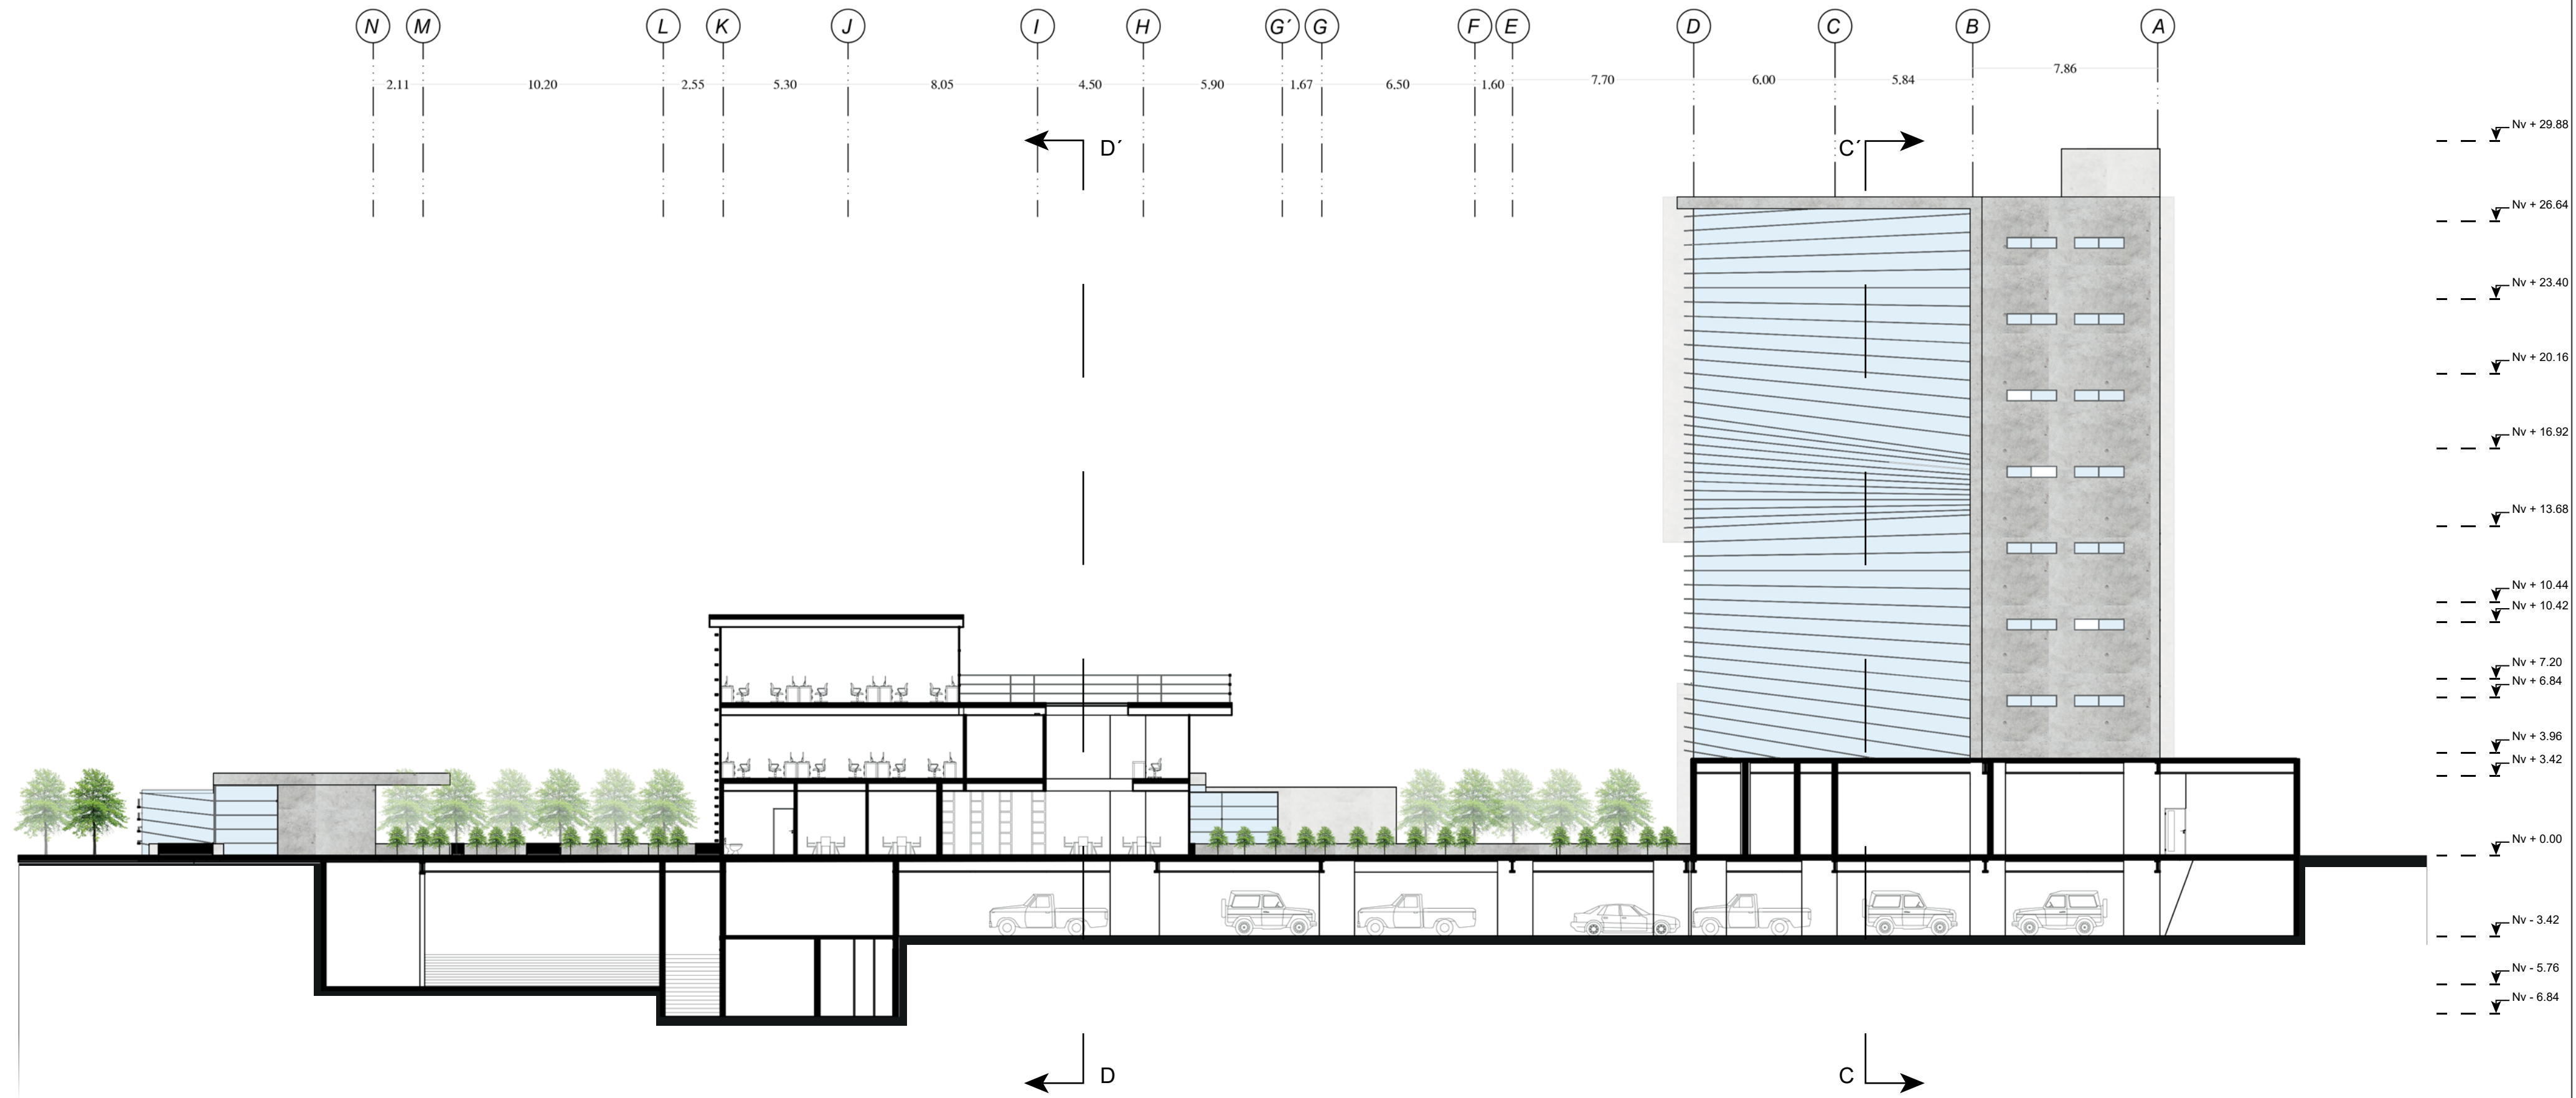 N M L K J I H G´ G F E D C B A
2.11 10.20 2.55 5.30 8.05 4.50 5.90 1.67 6.50 1.60 7.70 6.00 5.84 7.86
D´ C´
Nv + 29.88
Nv + 26.64
Nv + 23.40
Nv + 20.16
Nv + 16.92
Nv + 13.68
Nv + 10.44
Nv + 10.42
Nv + 7.20
Nv + 6.84
Nv + 3.96
Nv + 3.42
Nv + 0.00
Nv - 3.42
Nv - 5.76
Nv - 6.84
D C